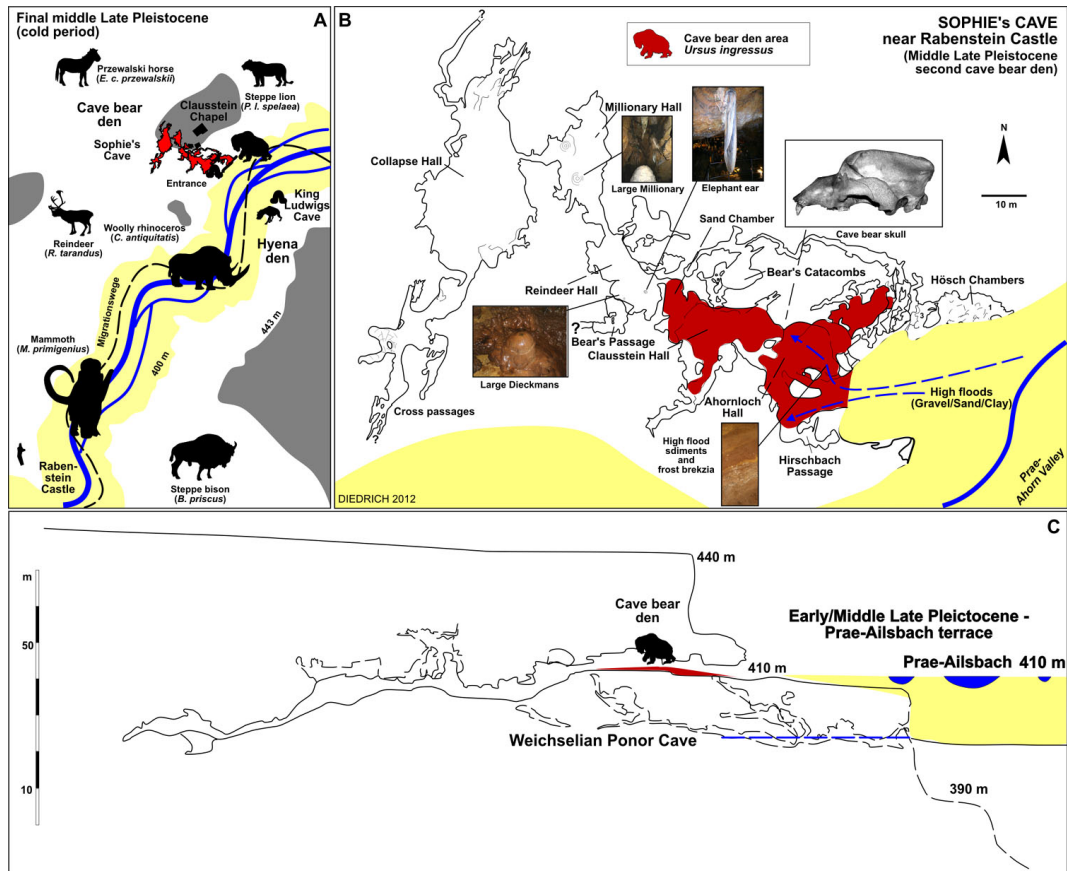 Final middle Late Pleistocene
(cold period)
A
Przewalski horse
(E. c. przewalskii)
Steppe lion
(P. l. spelaea)
Cave bear
den
Clausstein
Chapel
Sophie's
Cave
Entrance
King
Ludwigs
Cave
Hyena
den
Reindeer
(R. tarandus)
Woolly rhinoceros
(C. antiquitatis)
Migrationswege
443 m
400 m
Mammoth
(M. primigenius)
Raben-
stein
Castle
Steppe bison
(B. priscus)
B
?
Cave bear den area
Ursus ingressus
SOPHIE's CAVE
near Rabenstein Castle
(Middle Late Pleistocene
second cave bear den)
N
10 m
Millionary Hall
Large Millionary
Elephant ear
Cave bear skull
Collapse Hall
Sand Chamber
Bear's Catacombs
Hösch Chambers
Reindeer Hall
?
Bear's Passage
Clausstein Hall
Large Dieckmans
Cross passages
?
Ahornloch
Hall
High floods
(Gravel/Sand/Clay)
High flood
sdiments
and
frost brekzia
Hirschbach
Passage
Prae-
Ahorn Valley
DIEDRICH 2012
C
m
50
10
440 m
Cave bear
den
410 m
Early/Middle Late Pleictocene -
Prae-Ailsbach terrace
Prae-Ailsbach 410 m
Weichselian Ponor Cave
390 m